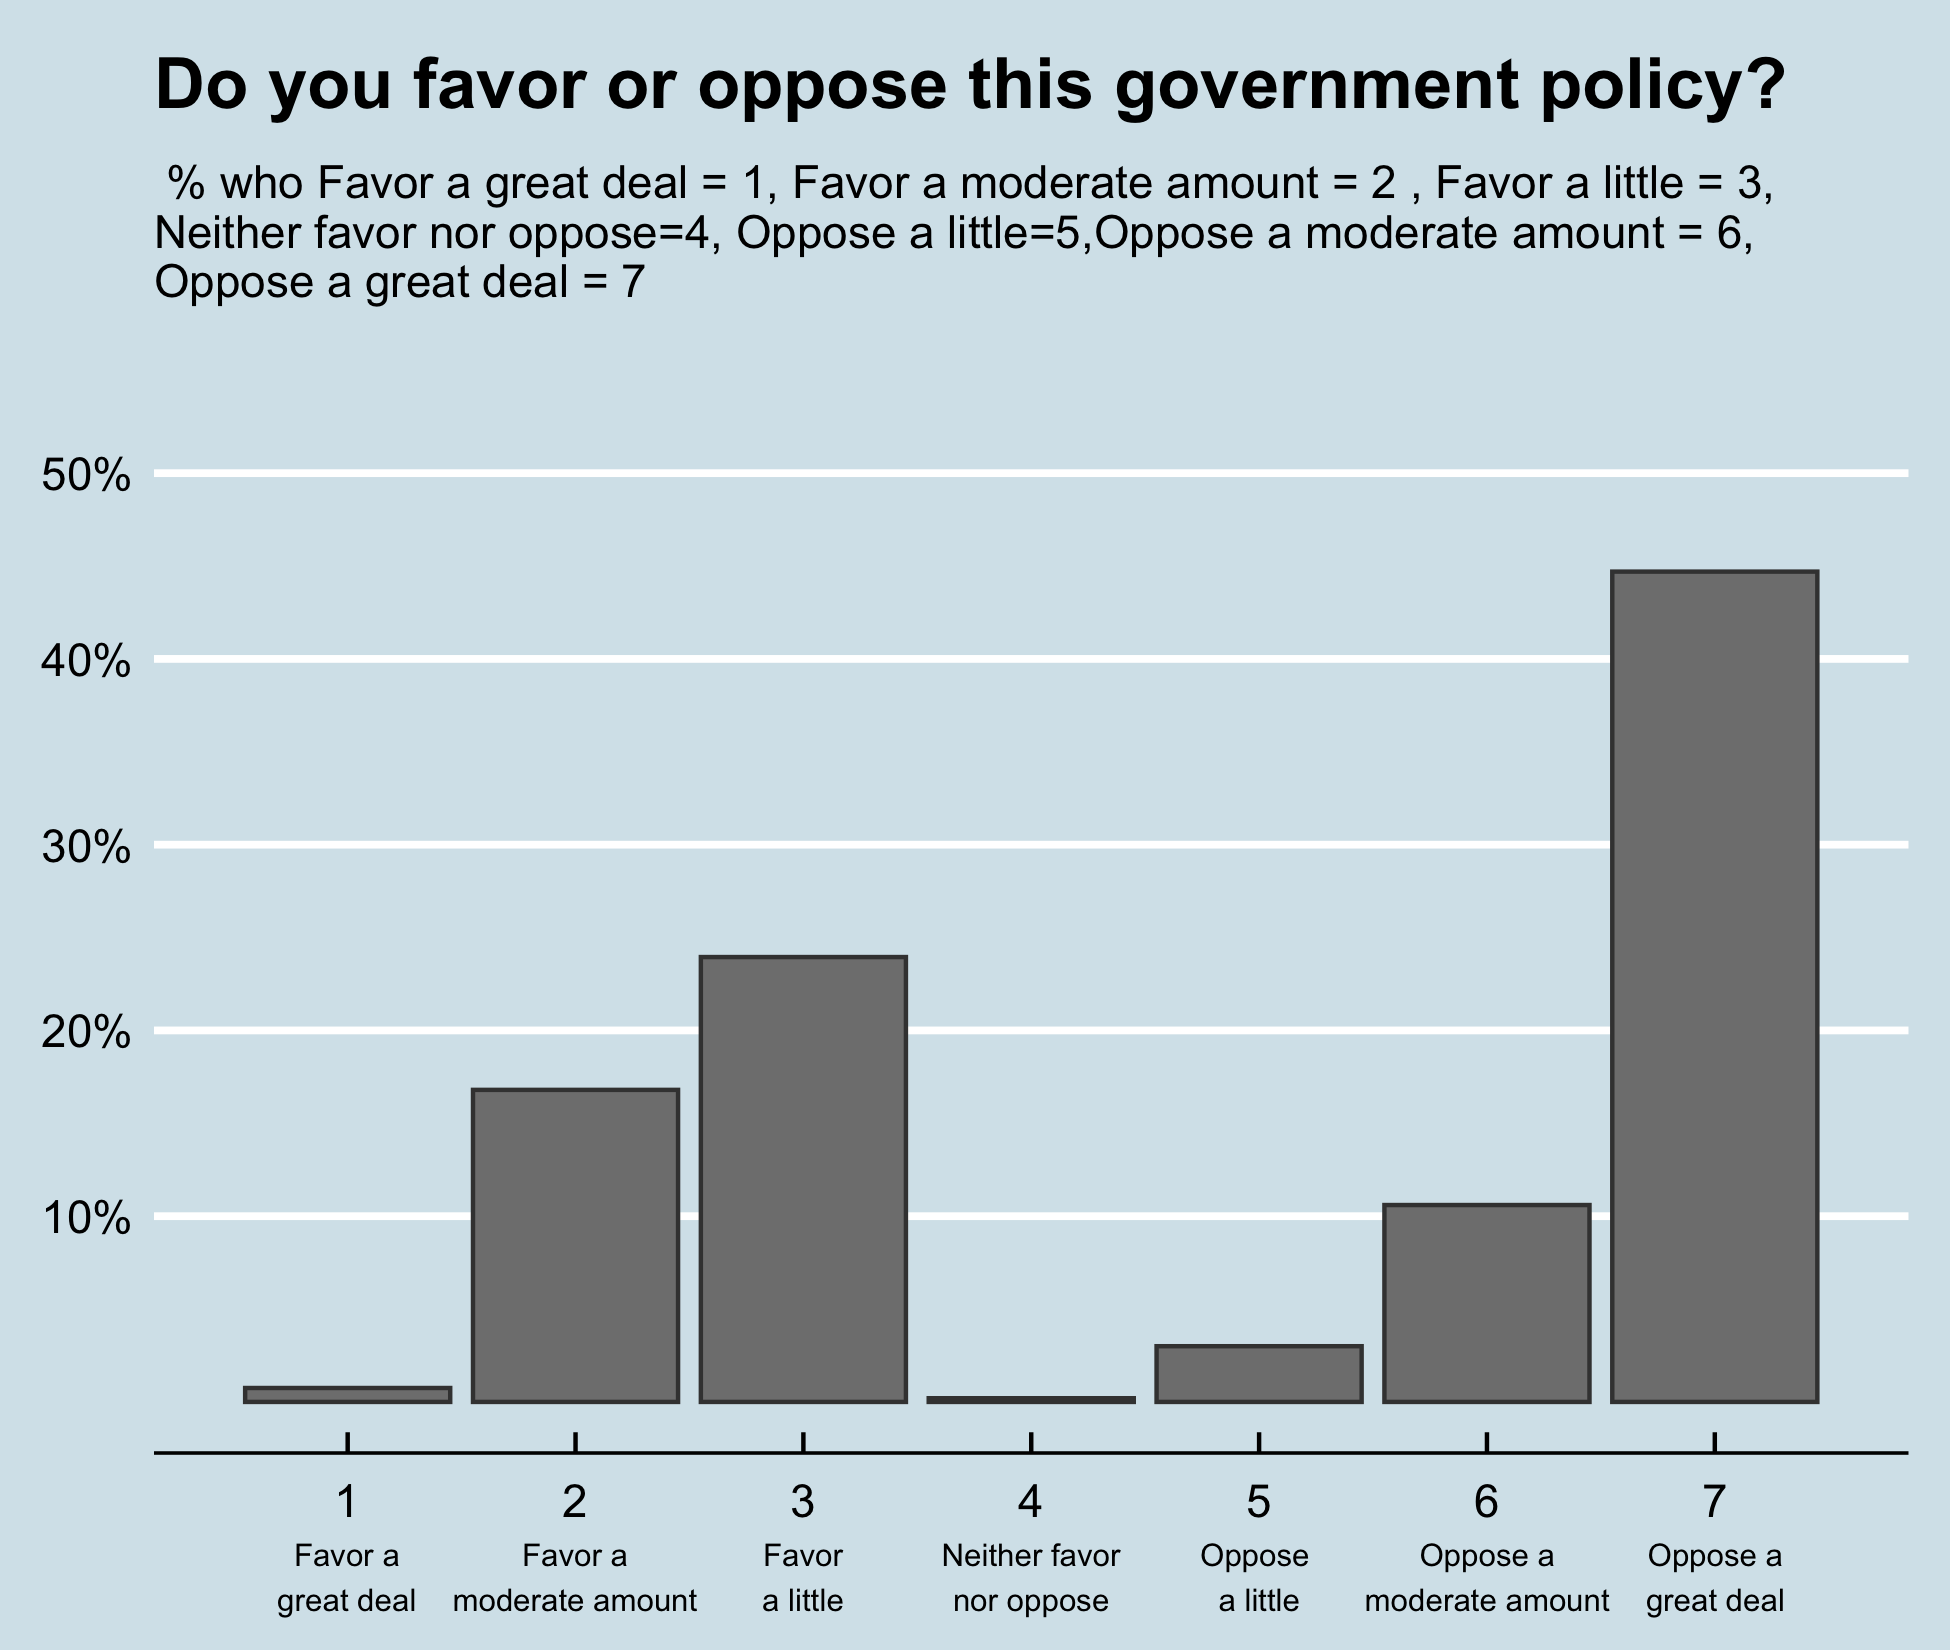 Do you favor or oppose this government policy?
% who Favor a great deal = 1, Favor a moderate amount = 2 , Favor a little = 3,
Neither favor nor oppose=4, Oppose a little=5,Oppose a moderate amount = 6,
Oppose a great deal = 7
50%
40%
30%
20%
10%
1 2 3 4 5 6 7
Favor a Favor a Favor Neither favor Oppose Oppose a Oppose a
great deal moderate amount a little nor oppose a little moderate amount great deal